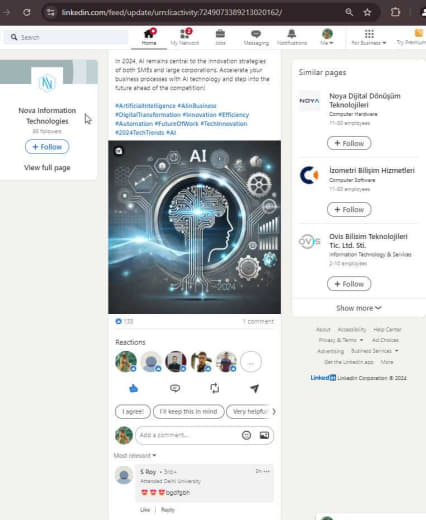 linkedin.com/feed/update/urn:li:activity:7249073389213020162/
Search
Home
My Network
Jobs
Messaging
Notifications
Me
For Business
Try Premium
Nova Information
Technologies
+ Follow
View full page
In 2024, AI remains central to the innovation strategies
of both SMEs and large corporations. Accelerate your
business processes with AI technology and step into the
future ahead of the competition!
#ArtificialIntelligence #AIinBusiness
#DigitalTransformation #Innovation #Efficiency
#Automation #FutureOfWork #TechInnovation
#2024TechTrends #AI
AI
2024
1 comment
Reactions
I agree!
I'll keep this in mind
Very helpful
Add a comment...
Most relevant
S Roy • 3rd+
Attended Delhi University
bgdfgbh
Like
Reply
Similar pages
NOYA
Noya Dijital Dönüşüm
Teknolojileri
Computer Hardware
11-50 employees
+ Follow
İzometri Bilişim Hizmetleri
Computer Software
11-50 employees
+ Follow
Ovis Bilisim Teknolojileri
Tic. Ltd. Sti.
Information Technology & Services
2-10 employees
+ Follow
Show more
About Accessibility Help Center
Privacy & Terms Ad Choices
Advertising Business Services
Get the LinkedIn app More
LinkedIn LinkedIn Corporation © 2024